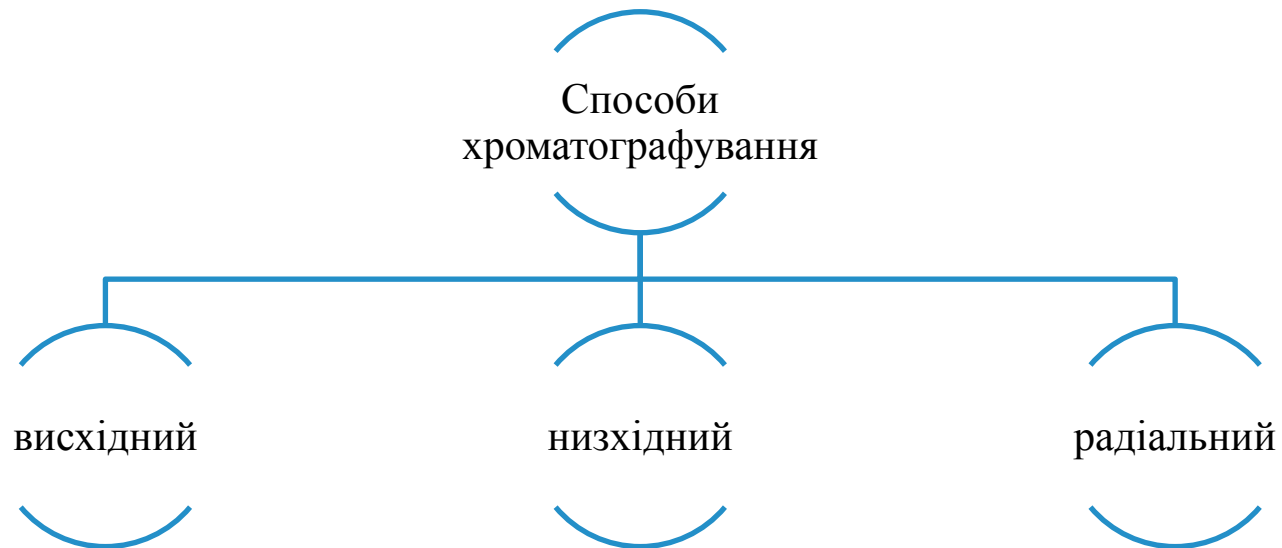 Способи
хроматографування
висхідний
низхідний
радіальний